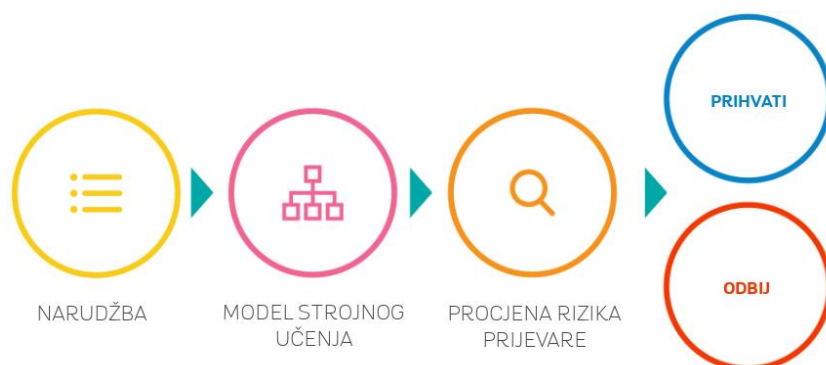 NARUDŽBA
MODEL STROJNOG
UČENJA
PROCJENA RIZIKA
PRIJEVARE
PRIHVATI
ODBIJ